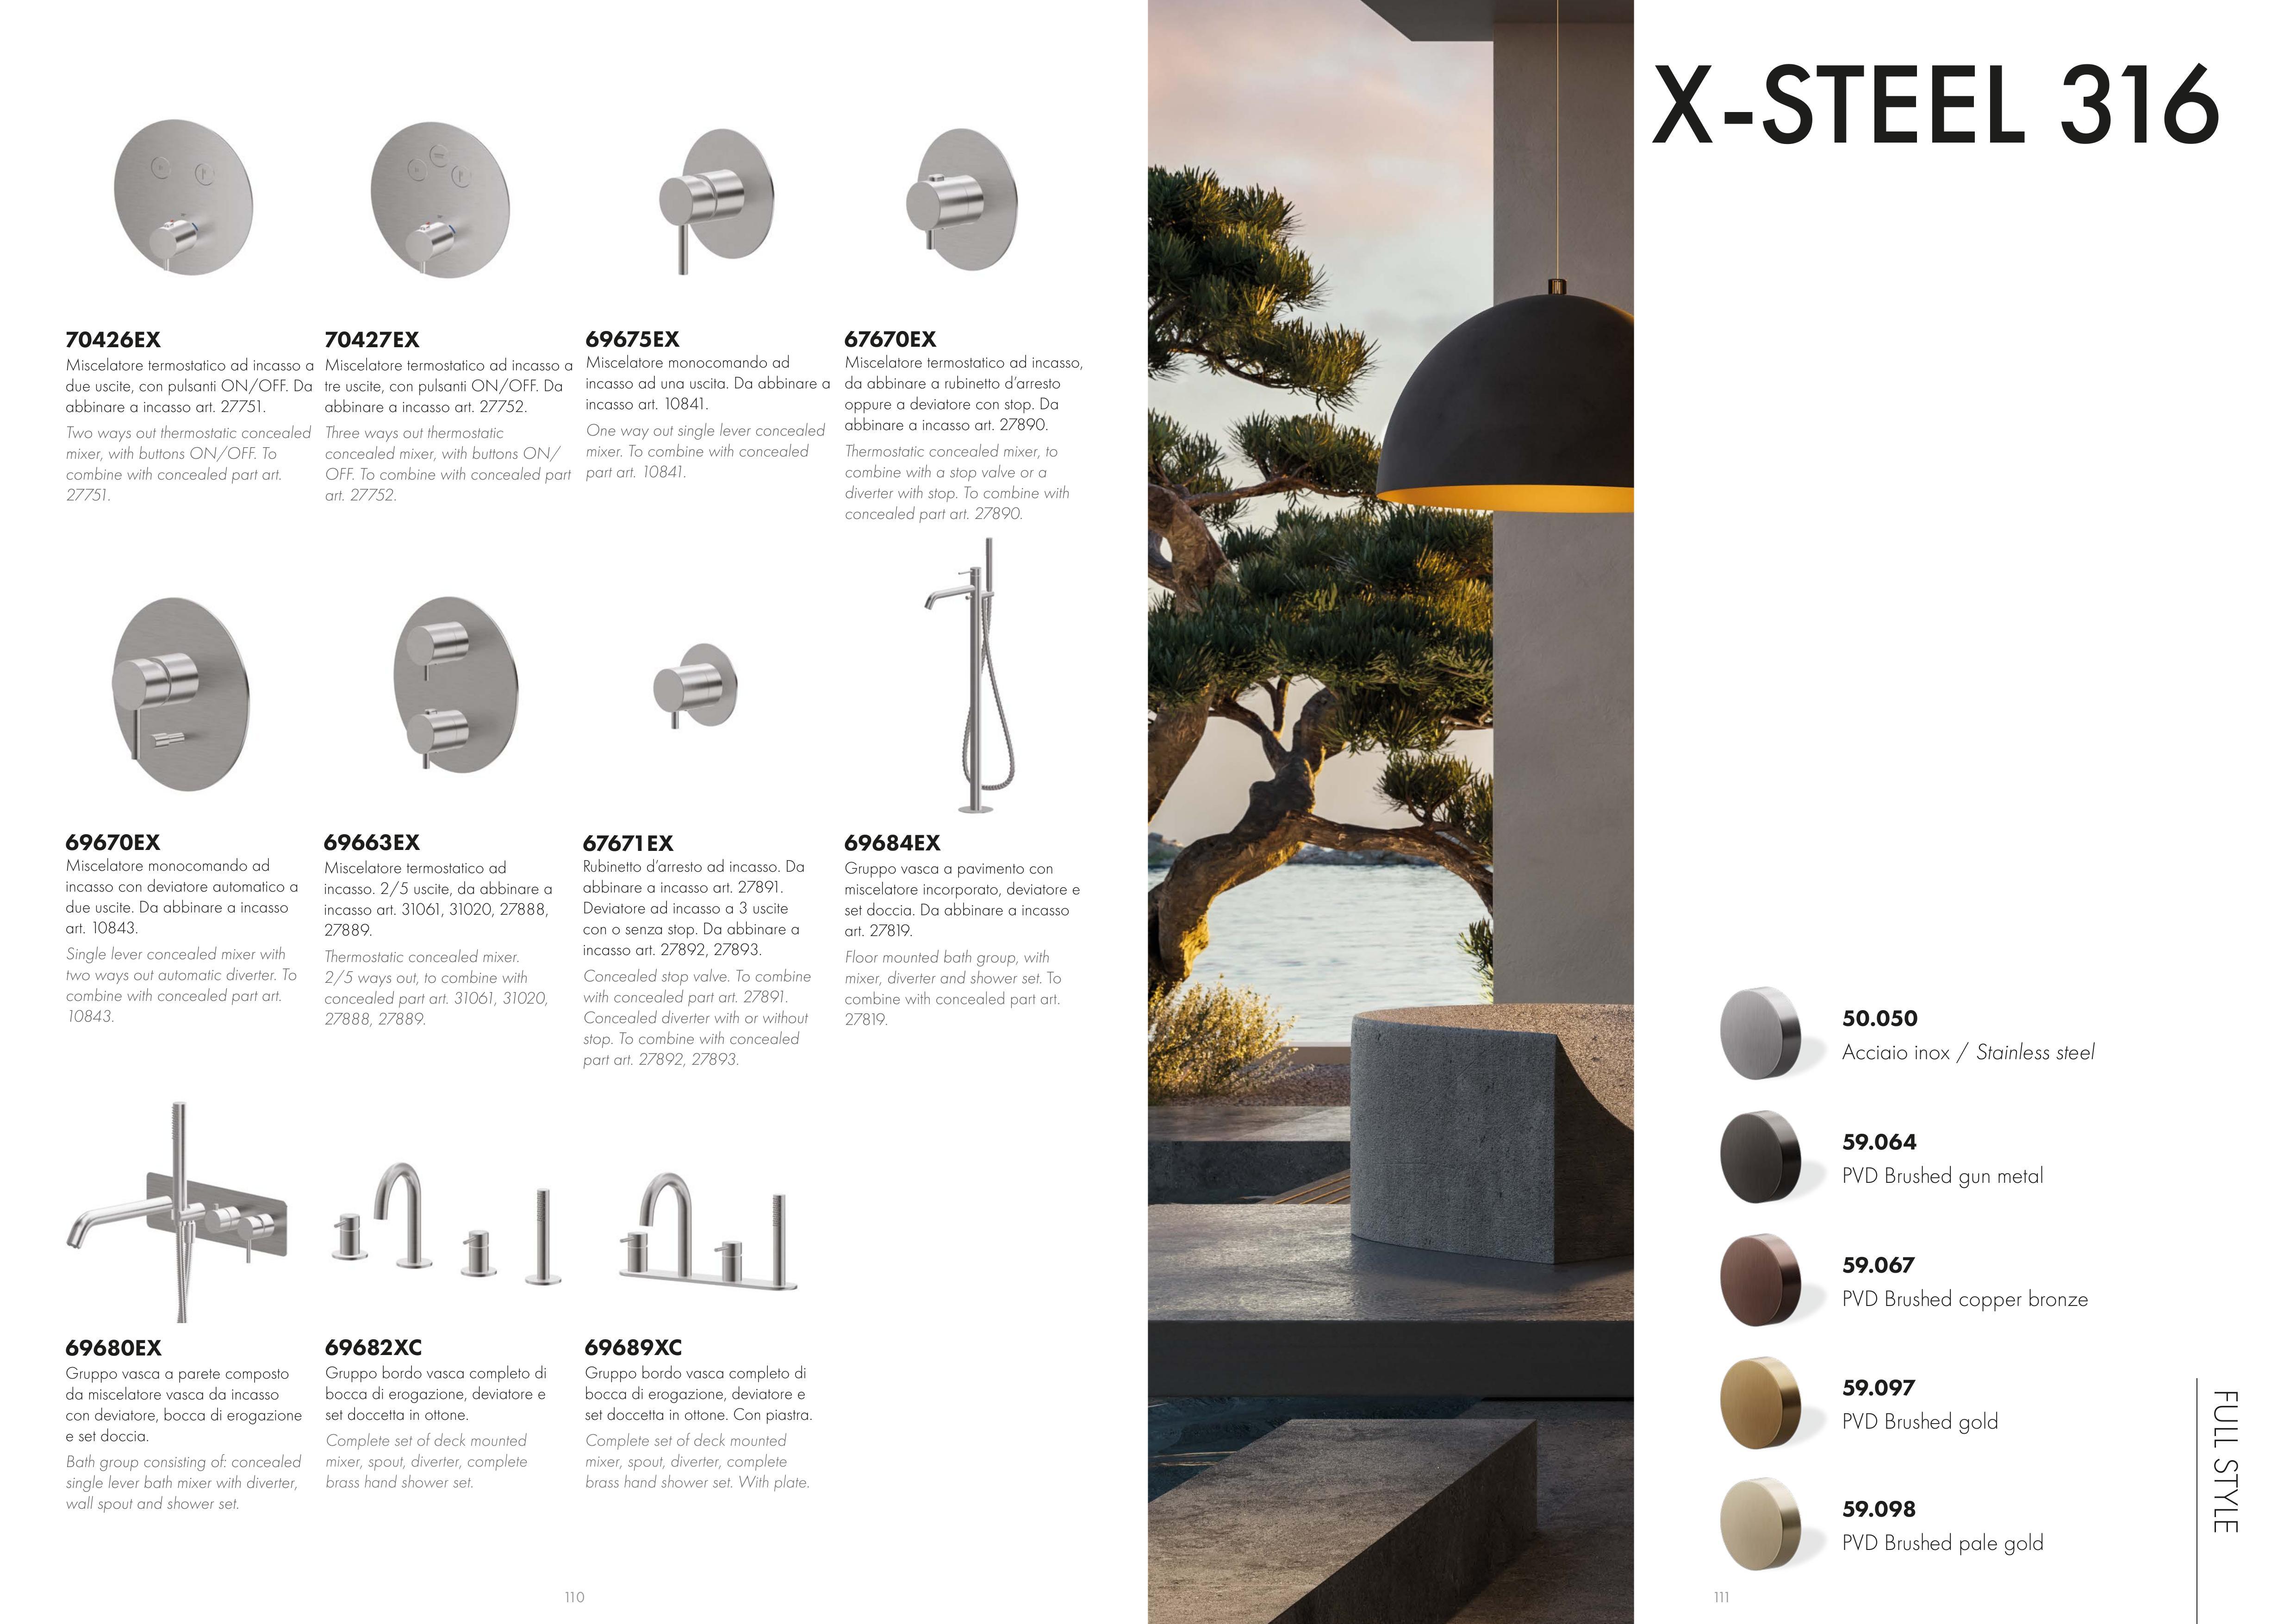 X-STEEL 316
70426EX
Miscelatore termostatico ad incasso a
due uscite, con pulsanti ON/OFF. Da
abbinare a incasso art. 27751.
Two ways out thermostatic concealed
mixer, with buttons ON/OFF. To
combine with concealed part art.
27751.
70427EX
Miscelatore termostatico ad incasso a
tre uscite, con pulsanti ON/OFF. Da
abbinare a incasso art. 27752.
Three ways out thermostatic
concealed mixer, with buttons ON/
OFF. To combine with concealed part
art. 27752.
69675EX
Miscelatore monocomando ad
incasso ad una uscita. Da abbinare a
incasso art. 10841.
One way out single lever concealed
mixer. To combine with concealed
part art. 10841.
67670EX
Miscelatore termostatico ad incasso,
da abbinare a rubinetto d'arresto
oppure a deviatore con stop. Da
abbinare a incasso art. 27890.
Thermostatic concealed mixer, to
combine with a stop valve or a
diverter with stop. To combine with
concealed part art. 27890.
69670EX
Miscelatore monocomando ad
incasso con deviatore automatico a
due uscite. Da abbinare a incasso
art. 10843.
Single lever concealed mixer with
two ways out automatic diverter. To
combine with concealed part art.
10843.
69663EX
Miscelatore termostatico ad
incasso. 2/5 uscite, da abbinare a
incasso art. 31061, 31020, 27888,
27889.
Thermostatic concealed mixer.
2/5 ways out, to combine with
concealed part art. 31061, 31020,
27888, 27889.
67671EX
Rubinetto d'arresto ad incasso. Da
abbinare a incasso art. 27891.
Deviatore ad incasso a 3 uscite
con o senza stop. Da abbinare a
incasso art. 27892, 27893.
Concealed stop valve. To combine
with concealed part art. 27891.
Concealed diverter with or without
stop. To combine with concealed
part art. 27892, 27893.
69684EX
Gruppo vasca a pavimento con
miscelatore incorporato, deviatore e
set doccia. Da abbinare a incasso
art. 27819.
Floor mounted bath group, with
mixer, diverter and shower set. To
combine with concealed part art.
27819.
69680EX
Gruppo vasca a parete composto
da miscelatore vasca da incasso
con deviatore, bocca di erogazione
e set doccia.
Bath group consisting of: concealed
single lever bath mixer with diverter,
wall spout and shower set.
69682XC
Gruppo bordo vasca completo di
bocca di erogazione, deviatore e
set doccetta in ottone.
Complete set of deck mounted
mixer, spout, diverter, complete
brass hand shower set.
69689XC
Gruppo bordo vasca completo di
bocca di erogazione, deviatore e
set doccetta in ottone. Con piastra.
Complete set of deck mounted
mixer, spout, diverter, complete
brass hand shower set. With plate.
110
50.050
Acciaio inox / Stainless steel
59.064
PVD Brushed gun metal
59.067
PVD Brushed copper bronze
59.097
PVD Brushed gold
59.098
PVD Brushed pale gold
FULL STYLE
111